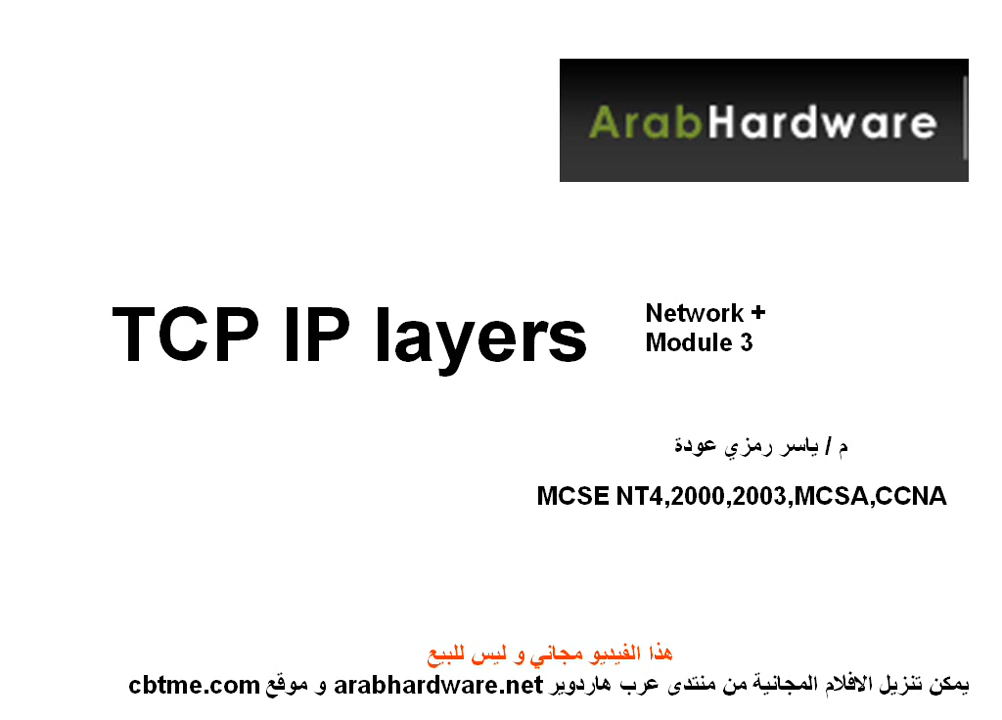 ArabHardware
TCP IP layers
Network +
Module 3
م / ياسر رمزي عودة
MCSE NT4,2000,2003,MCSA,CCNA
هذا الفيديو مجاني و ليس للبيع
يمكن تنزيل الافلام المجانية من منتدى عرب هاردوير arabhardware.net و موقع cbtme.com